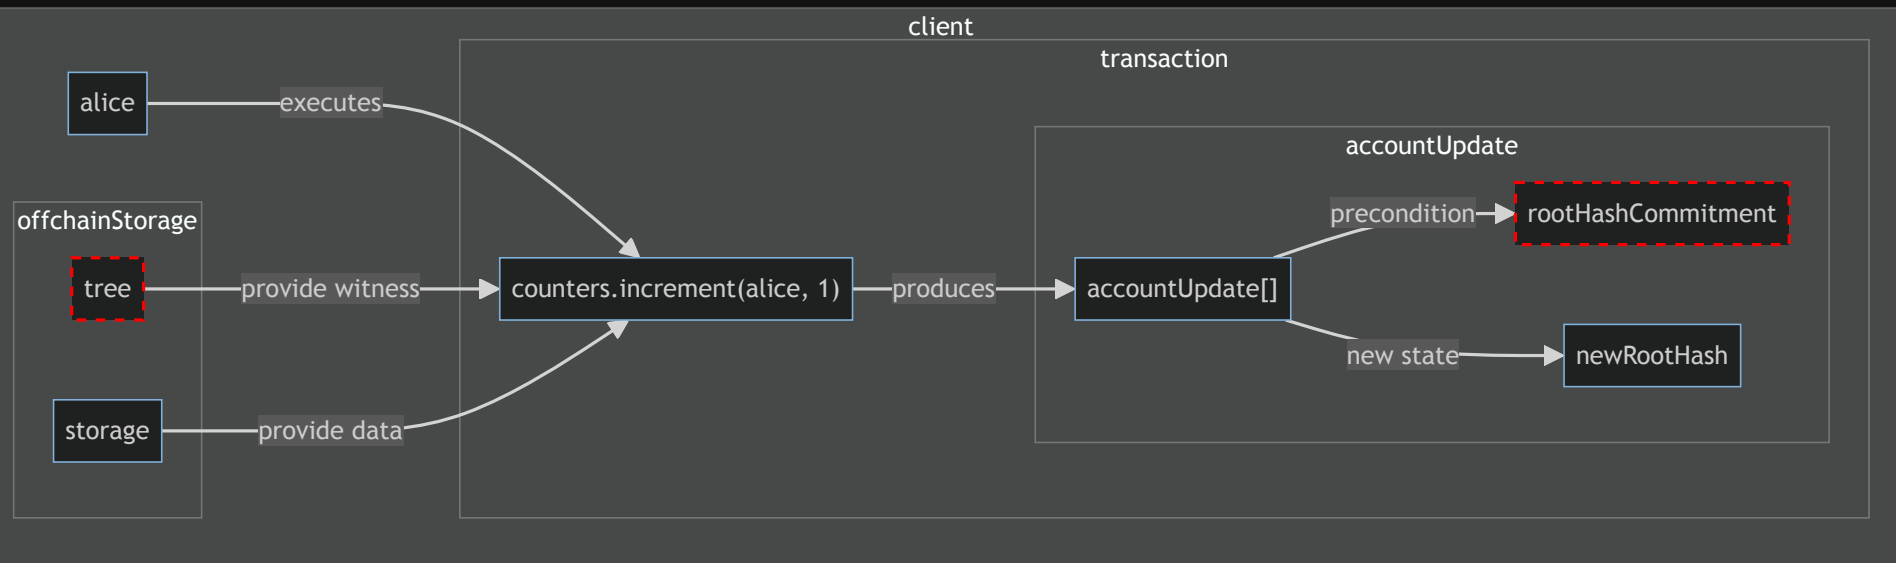 client
transaction
alice
executes
accountUpdate
offchainStorage
precondition
rootHashCommitment
tree
provide witness
counters.increment(alice, 1)
produces
accountUpdate[]
new state
newRootHash
storage
provide data